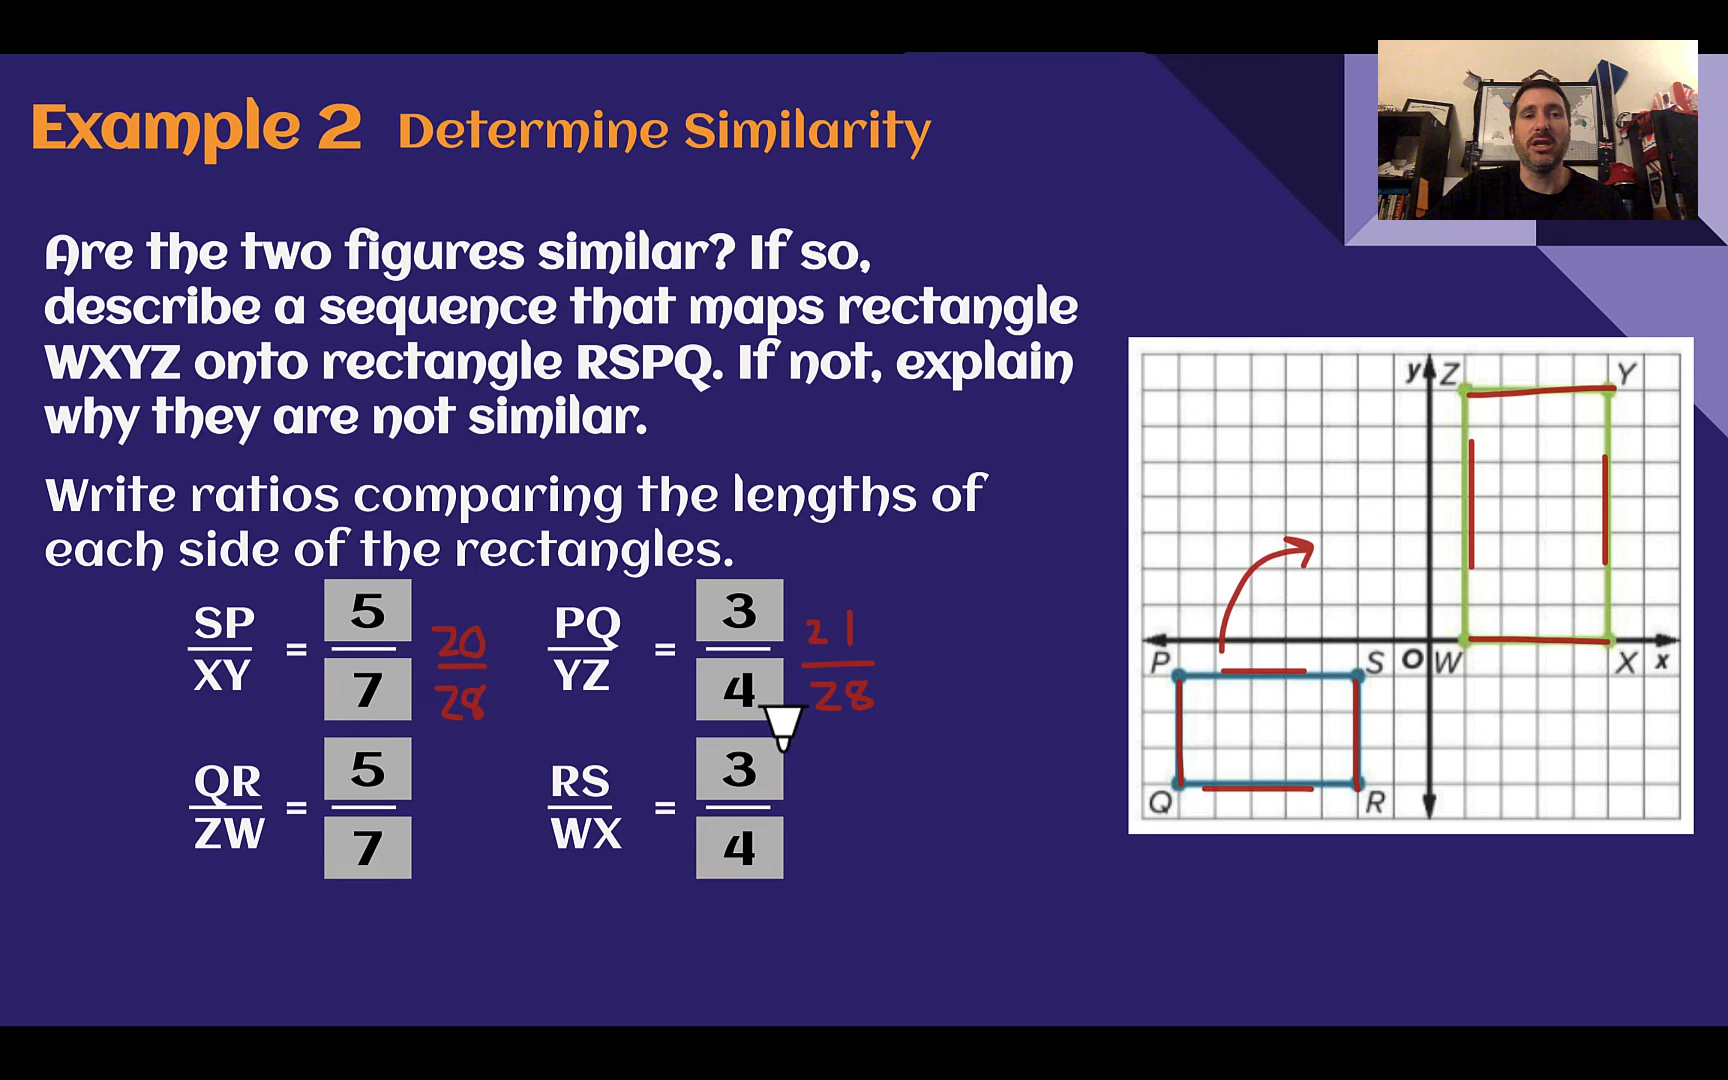 Example 2 Determine Similarity
Are the two figures similar? If so,
describe a sequence that maps rectangle
WXYZ onto rectangle RSPQ. If not, explain
why they are not similar.
Write ratios comparing the lengths of
each side of the rectangles.
SP/XY = 5/7 20/28 PQ/YZ = 3/4 21/28
QR/ZW = 5/7 RS/WX = 3/4
y Z Y
P S O W X x
Q R